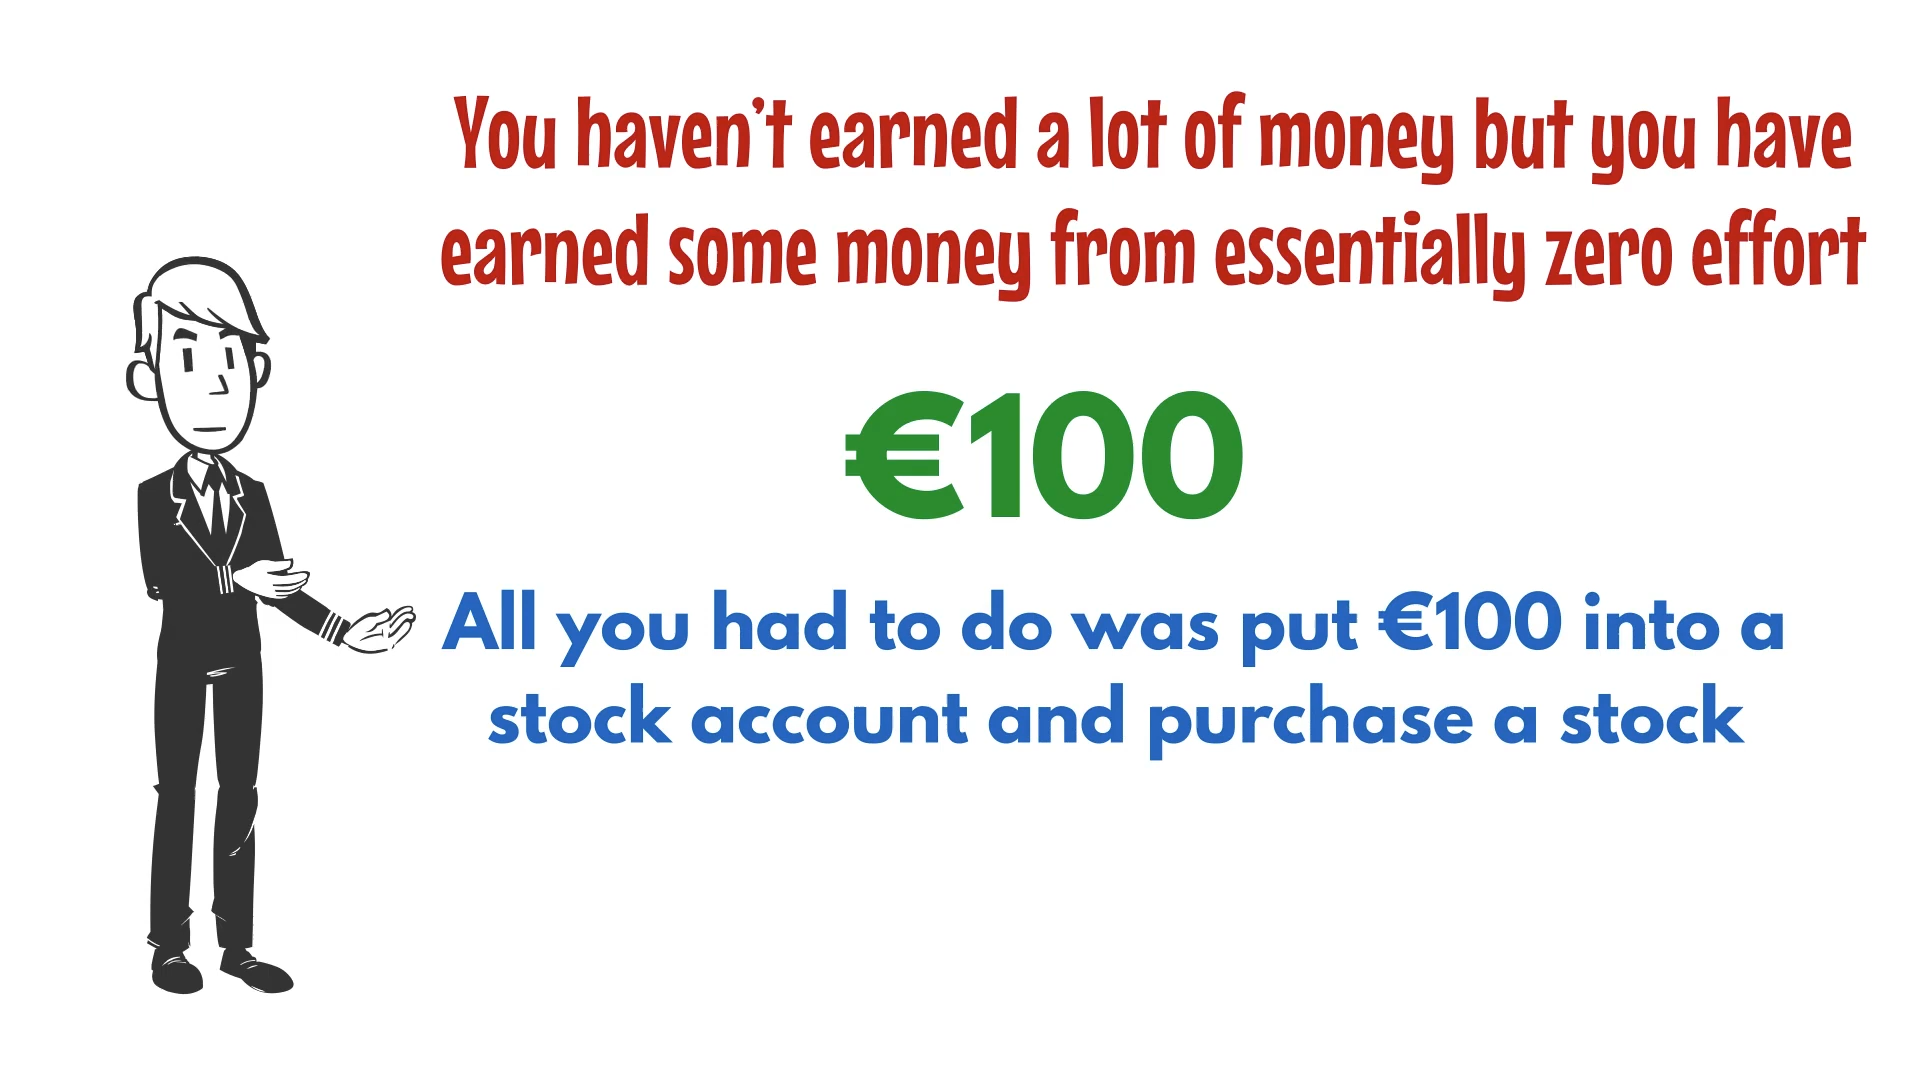 You haven't earned a lot of money but you have
earned some money from essentially zero effort
€100
All you had to do was put €100 into a
stock account and purchase a stock